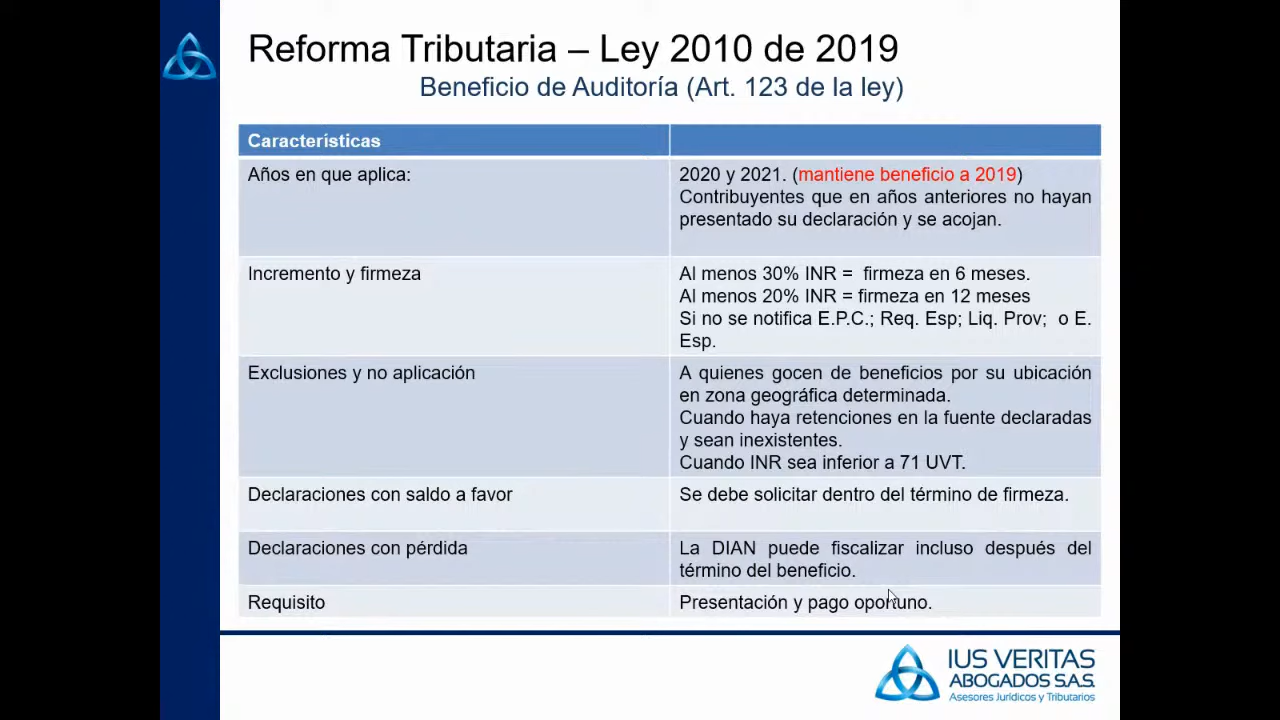 Reforma Tributaria – Ley 2010 de 2019
Beneficio de Auditoría (Art. 123 de la ley)
Características
Años en que aplica:
2020 y 2021. (mantiene beneficio a 2019)
Contribuyentes que en años anteriores no hayan
presentado su declaración y se acojan.
Incremento y firmeza
Al menos 30% INR = firmeza en 6 meses.
Al menos 20% INR = firmeza en 12 meses
Si no se notifica E.P.C.; Req. Esp; Liq. Prov; o E.
Esp.
Exclusiones y no aplicación
A quienes gocen de beneficios por su ubicación
en zona geográfica determinada.
Cuando haya retenciones en la fuente declaradas
y sean inexistentes.
Cuando INR sea inferior a 71 UVT.
Declaraciones con saldo a favor
Se debe solicitar dentro del término de firmeza.
Declaraciones con pérdida
La DIAN puede fiscalizar incluso después del
término del beneficio.
Requisito
Presentación y pago oportuno.
IUS VERITAS
ABOGADOS S.A.S.
Asesores Jurídicos y Tributarios